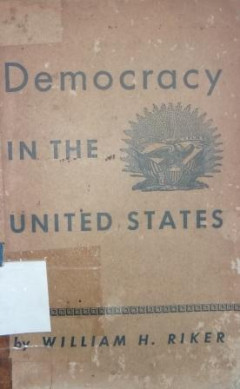 Democracy
IN THE
UNITED STATES
by WILLIAM H. RIKER